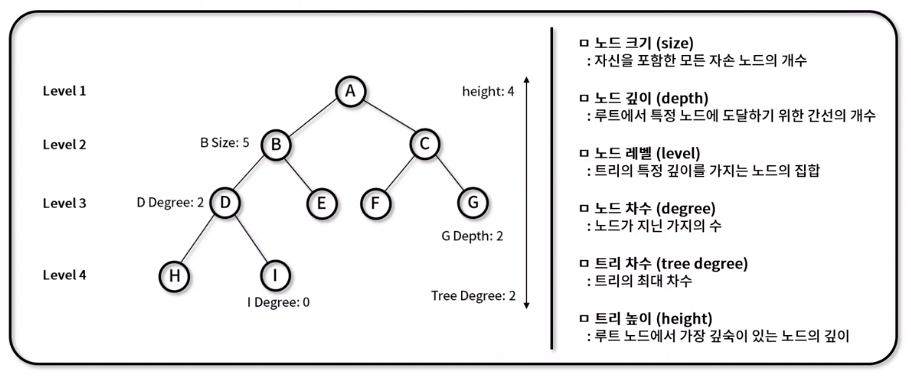 Level 1
A
height: 4
Level 2
B Size: 5
B
C
Level 3
D Degree: 2
D
E
F
G
G Depth: 2
Level 4
H
I
I Degree: 0
Tree Degree: 2
ㅁ 노드 크기 (size)
: 자신을 포함한 모든 자손 노드의 개수
ㅁ 노드 깊이 (depth)
: 루트에서 특정 노드에 도달하기 위한 간선의 개수
ㅁ 노드 레벨 (level)
: 트리의 특정 깊이를 가지는 노드의 집합
ㅁ 노드 차수 (degree)
: 노드가 지닌 가지의 수
ㅁ 트리 차수 (tree degree)
: 트리의 최대 차수
ㅁ 트리 높이 (height)
: 루트 노드에서 가장 깊숙이 있는 노드의 깊이